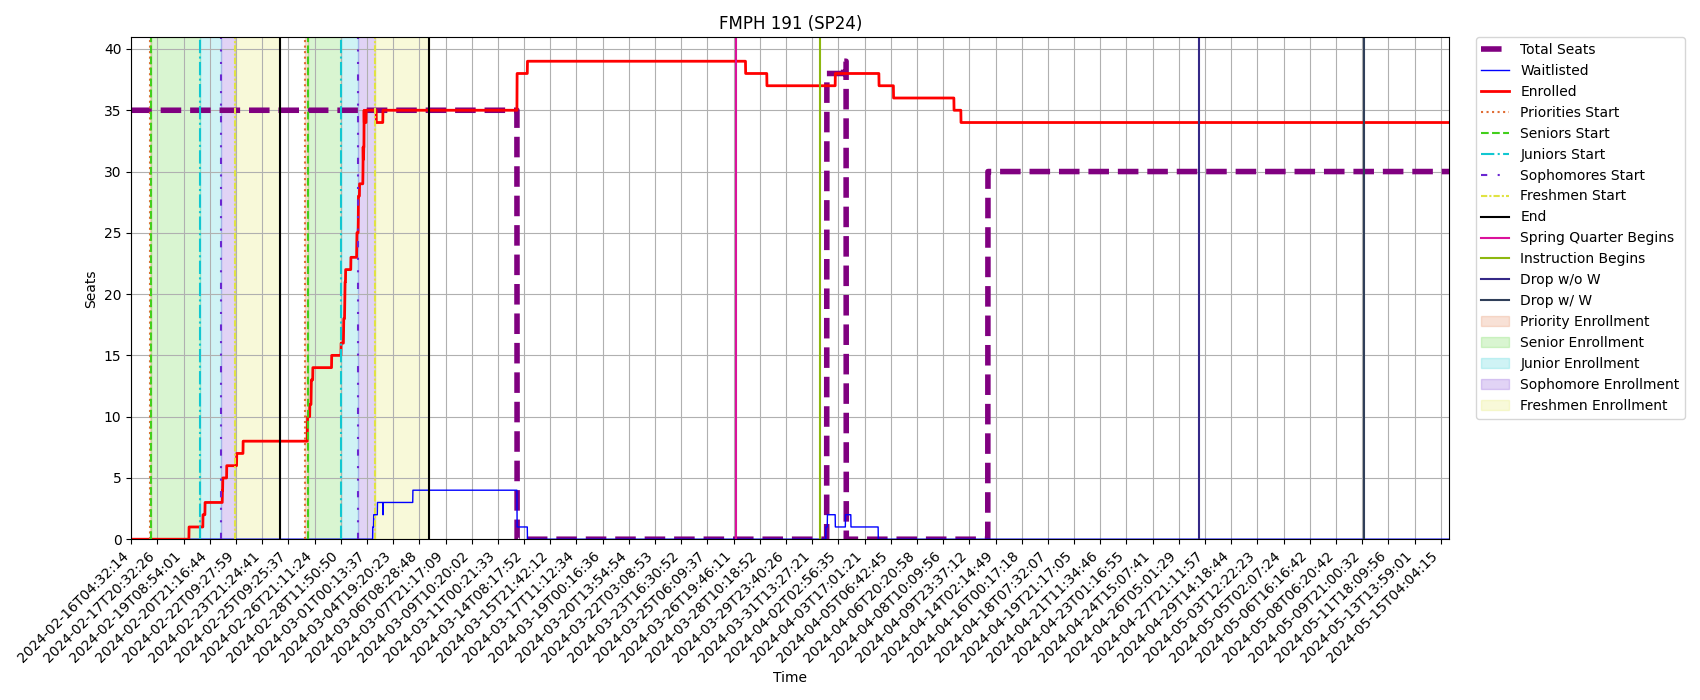 FMPH 191 (SP24)
40
35
30
25
20
15
10
5
0
Seats
2024-02-16T04:32:14
2024-02-17T20:32:26
2024-02-19T08:54:01
2024-02-20T21:16:44
2024-02-22T09:27:59
2024-02-23T21:24:41
2024-02-25T09:25:37
2024-02-26T21:11:24
2024-02-28T11:50:50
2024-03-01T00:13:37
2024-03-04T19:20:23
2024-03-06T08:28:48
2024-03-07T21:17:09
2024-03-09T10:20:02
2024-03-11T00:21:33
2024-03-14T08:17:52
2024-03-15T21:42:12
2024-03-17T11:12:34
2024-03-19T00:16:36
2024-03-20T13:54:54
2024-03-22T03:08:53
2024-03-23T16:30:52
2024-03-25T06:09:37
2024-03-26T19:46:11
2024-03-28T10:18:52
2024-03-29T23:40:26
2024-03-31T13:27:21
2024-04-02T02:56:35
2024-04-03T17:01:21
2024-04-05T06:42:45
2024-04-06T20:20:58
2024-04-08T10:09:56
2024-04-09T23:37:12
2024-04-14T02:14:49
2024-04-16T00:17:18
2024-04-18T07:32:07
2024-04-19T21:17:05
2024-04-21T11:34:46
2024-04-23T01:16:55
2024-04-24T15:07:41
2024-04-26T05:01:29
2024-04-27T21:11:57
2024-04-29T14:18:44
2024-05-03T12:22:23
2024-05-05T02:07:24
2024-05-06T16:16:42
2024-05-08T06:20:42
2024-05-09T21:00:32
2024-05-11T18:09:56
2024-05-13T13:59:01
2024-05-15T04:04:15
Time
Total Seats
Waitlisted
Enrolled
Priorities Start
Seniors Start
Juniors Start
Sophomores Start
Freshmen Start
End
Spring Quarter Begins
Instruction Begins
Drop w/o W
Drop w/ W
Priority Enrollment
Senior Enrollment
Junior Enrollment
Sophomore Enrollment
Freshmen Enrollment